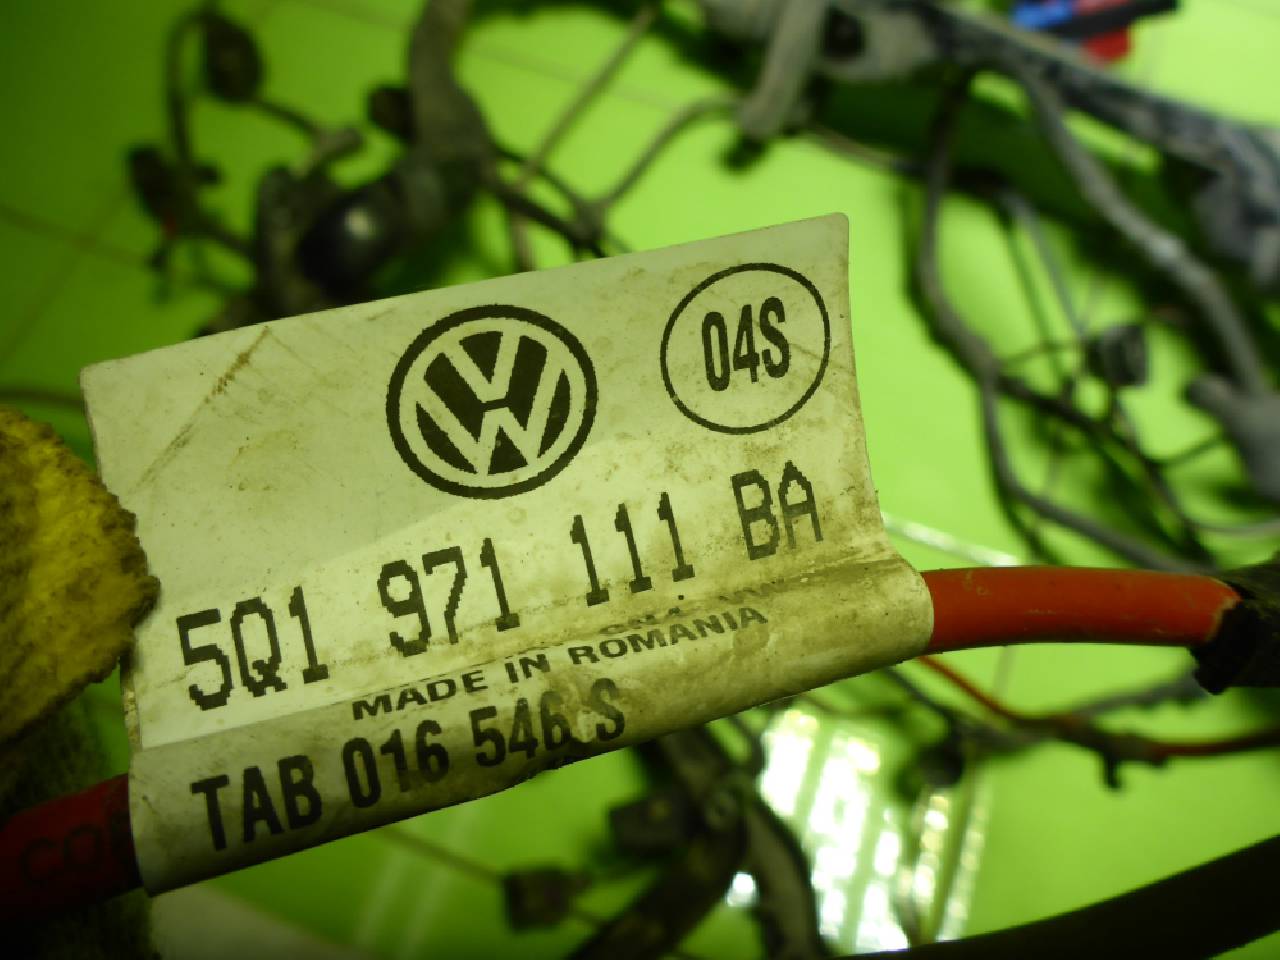 04S
5Q1 971 111 BA
MADE IN ROMANIA
TAB 016 546 S